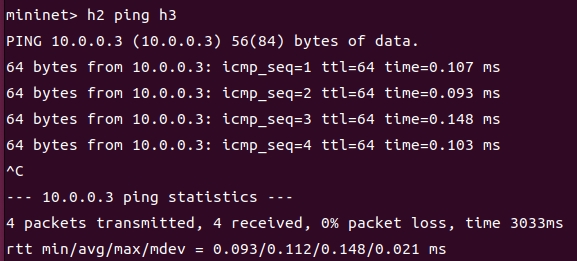 mininet> h2 ping h3
PING 10.0.0.3 (10.0.0.3) 56(84) bytes of data.
64 bytes from 10.0.0.3: icmp_seq=1 ttl=64 time=0.107 ms
64 bytes from 10.0.0.3: icmp_seq=2 ttl=64 time=0.093 ms
64 bytes from 10.0.0.3: icmp_seq=3 ttl=64 time=0.148 ms
64 bytes from 10.0.0.3: icmp_seq=4 ttl=64 time=0.103 ms
^C
--- 10.0.0.3 ping statistics ---
4 packets transmitted, 4 received, 0% packet loss, time 3033ms
rtt min/avg/max/mdev = 0.093/0.112/0.148/0.021 ms